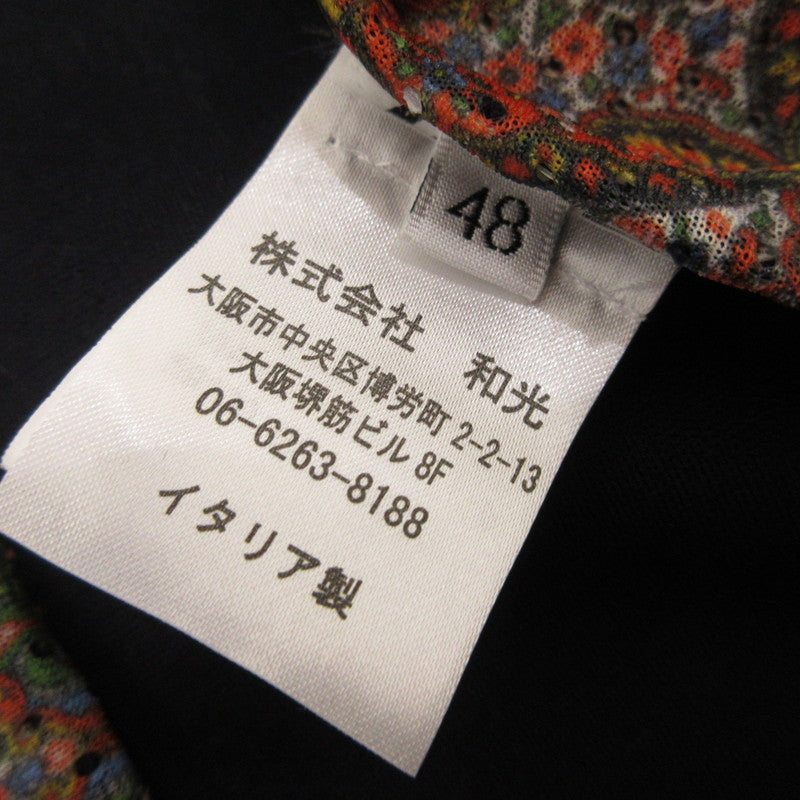 48
株式会社 和光
大阪市中央区博労町 2-2-13
大阪堺筋ビル 8F
06-6263-8188
イタリア製